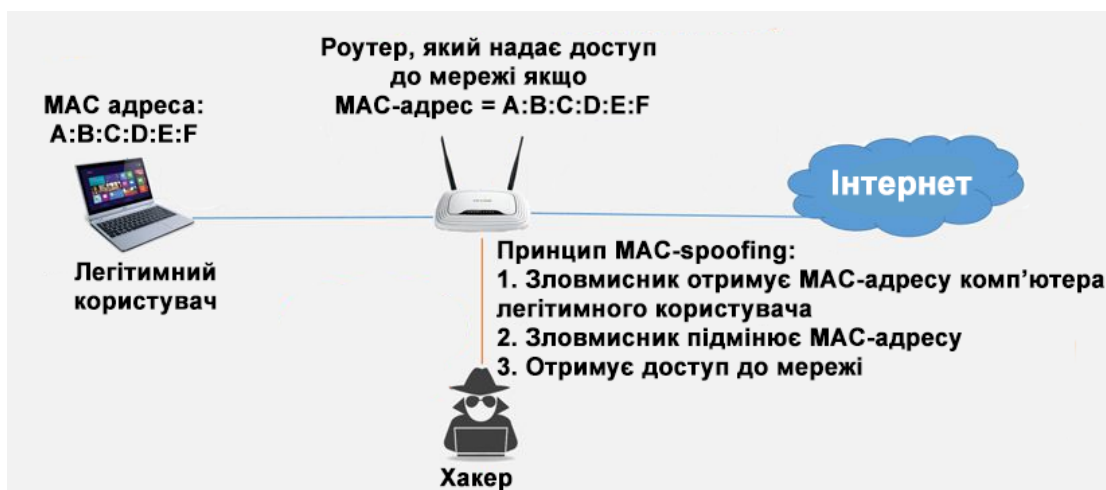 Роутер, який надає доступ
до мережі якщо
МАС-адрес = A:B:C:D:E:F
МАС адреса:
A:B:C:D:E:F
Інтернет
Легітимний
користувач
Принцип MAC-spoofing:
1. Зловмисник отримує МАС-адресу комп’ютера
легітимного користувача
2. Зловмисник підмінює МАС-адресу
3. Отримує доступ до мережі
Хакер